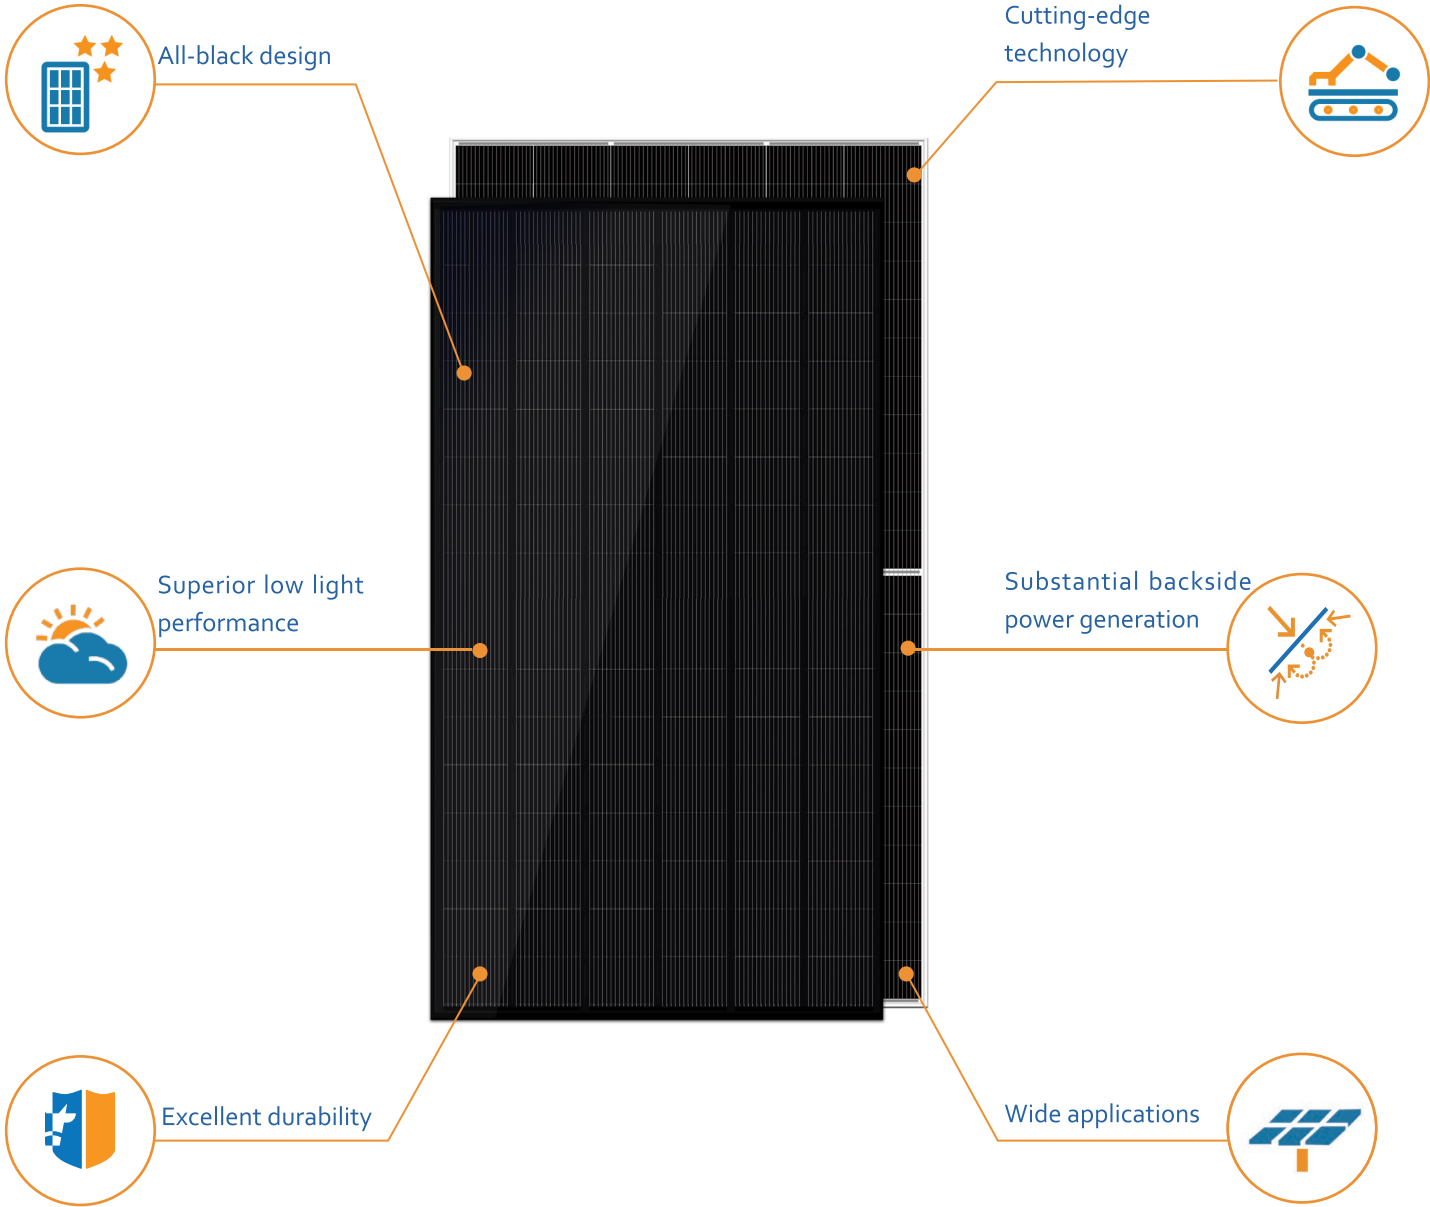 All-black design
Cutting-edge
technology
Superior low light
performance
Substantial backside
power generation
Excellent durability
Wide applications